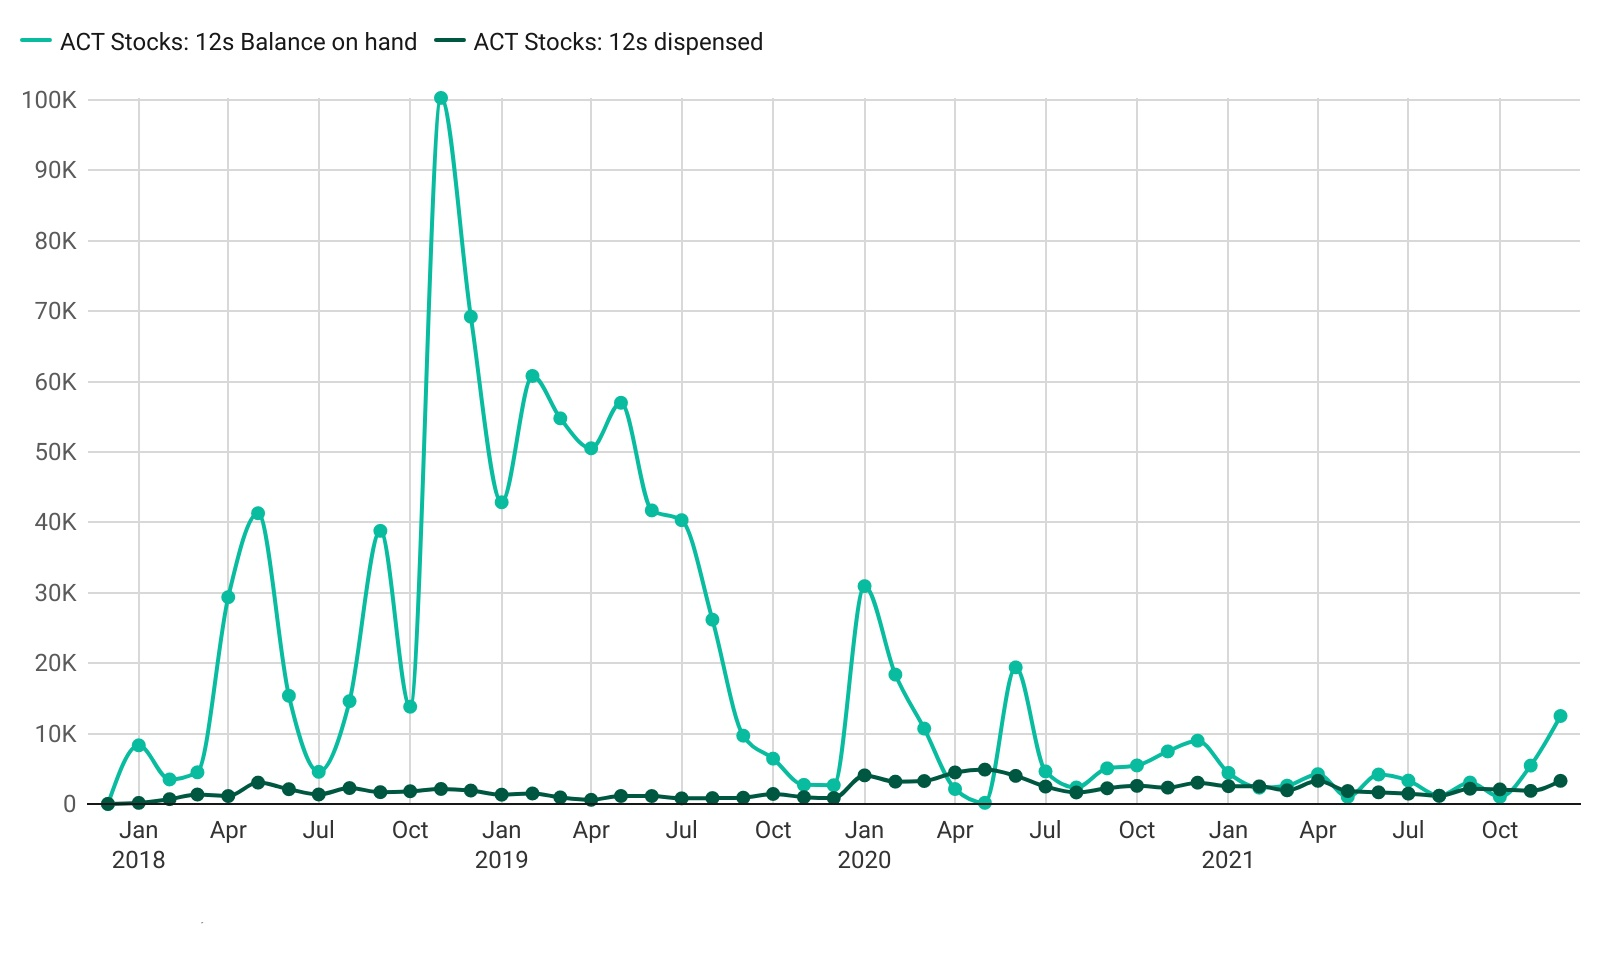 ACT Stocks: 12s Balance on hand ACT Stocks: 12s dispensed
100K
90K
80K
70K
60K
50K
40K
30K
20K
10K
0
Jan Apr Jul Oct Jan Apr Jul Oct Jan Apr Jul Oct Jan Apr Jul Oct
2018 2019 2020 2021